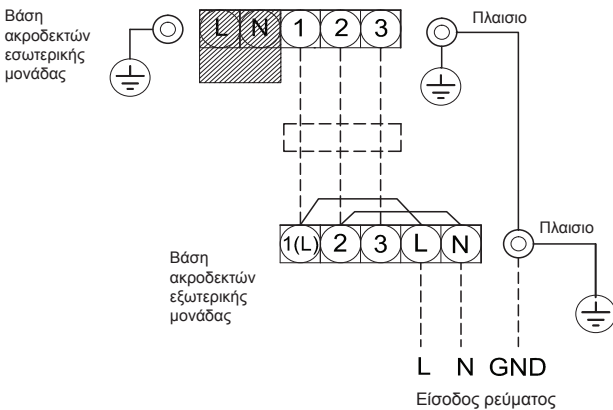 Βάση
ακροδεκτών
εσωτερικής
μονάδας
L N 1 2 3
Πλαισιο
1(L) 2 3 L N
Πλαισιο
Βάση
ακροδεκτών
εξωτερικής
μονάδας
L N GND
Είσοδος ρεύματος